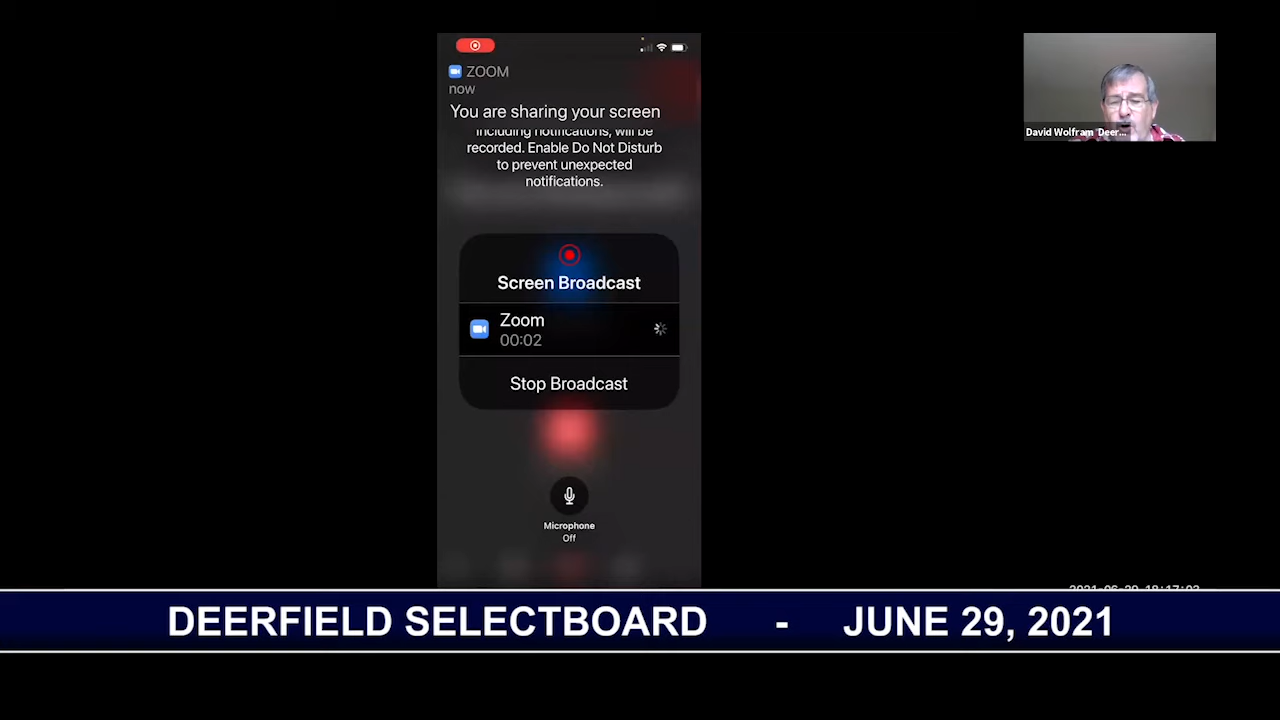 ZOOM
now
You are sharing your screen
including notifications, will be
recorded. Enable Do Not Disturb
to prevent unexpected
notifications.
Screen Broadcast
Zoom
00:02
Stop Broadcast
Microphone
Off
David Wolfram 'Deer...
DEERFIELD SELECTBOARD - JUNE 29, 2021